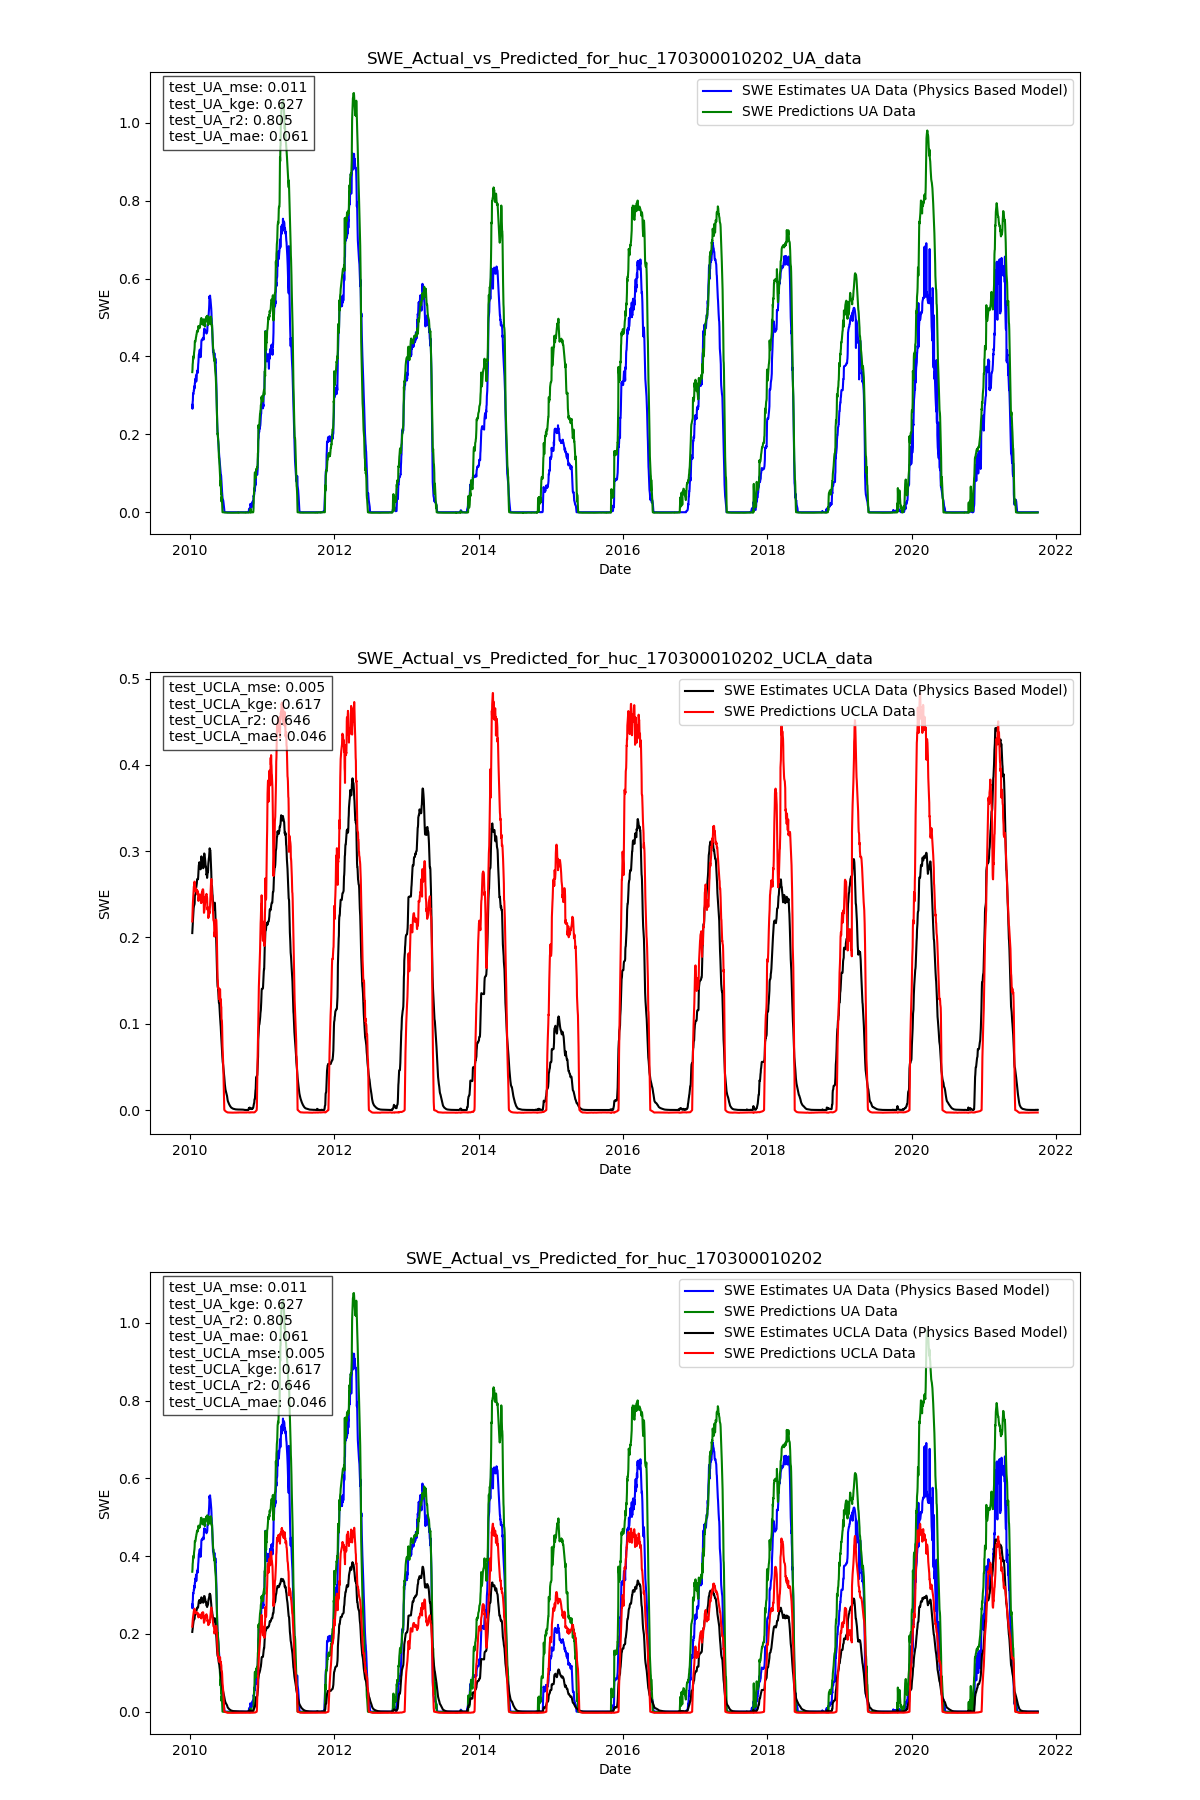 SWE_Actual_vs_Predicted_for_huc_170300010202_UA_data
test_UA_mse: 0.011
test_UA_kge: 0.627
test_UA_r2: 0.805
test_UA_mae: 0.061
SWE Estimates UA Data (Physics Based Model)
SWE Predictions UA Data
1.0
0.8
0.6
0.4
0.2
0.0
SWE
2010 2012 2014 2016 2018 2020 2022
Date
SWE_Actual_vs_Predicted_for_huc_170300010202_UCLA_data
test_UCLA_mse: 0.005
test_UCLA_kge: 0.617
test_UCLA_r2: 0.646
test_UCLA_mae: 0.046
SWE Estimates UCLA Data (Physics Based Model)
SWE Predictions UCLA Data
0.5
0.4
0.3
0.2
0.1
0.0
SWE
2010 2012 2014 2016 2018 2020 2022
Date
SWE_Actual_vs_Predicted_for_huc_170300010202
test_UA_mse: 0.011
test_UA_kge: 0.627
test_UA_r2: 0.805
test_UA_mae: 0.061
test_UCLA_mse: 0.005
test_UCLA_kge: 0.617
test_UCLA_r2: 0.646
test_UCLA_mae: 0.046
SWE Estimates UA Data (Physics Based Model)
SWE Predictions UA Data
SWE Estimates UCLA Data (Physics Based Model)
SWE Predictions UCLA Data
1.0
0.8
0.6
0.4
0.2
0.0
SWE
2010 2012 2014 2016 2018 2020 2022
Date